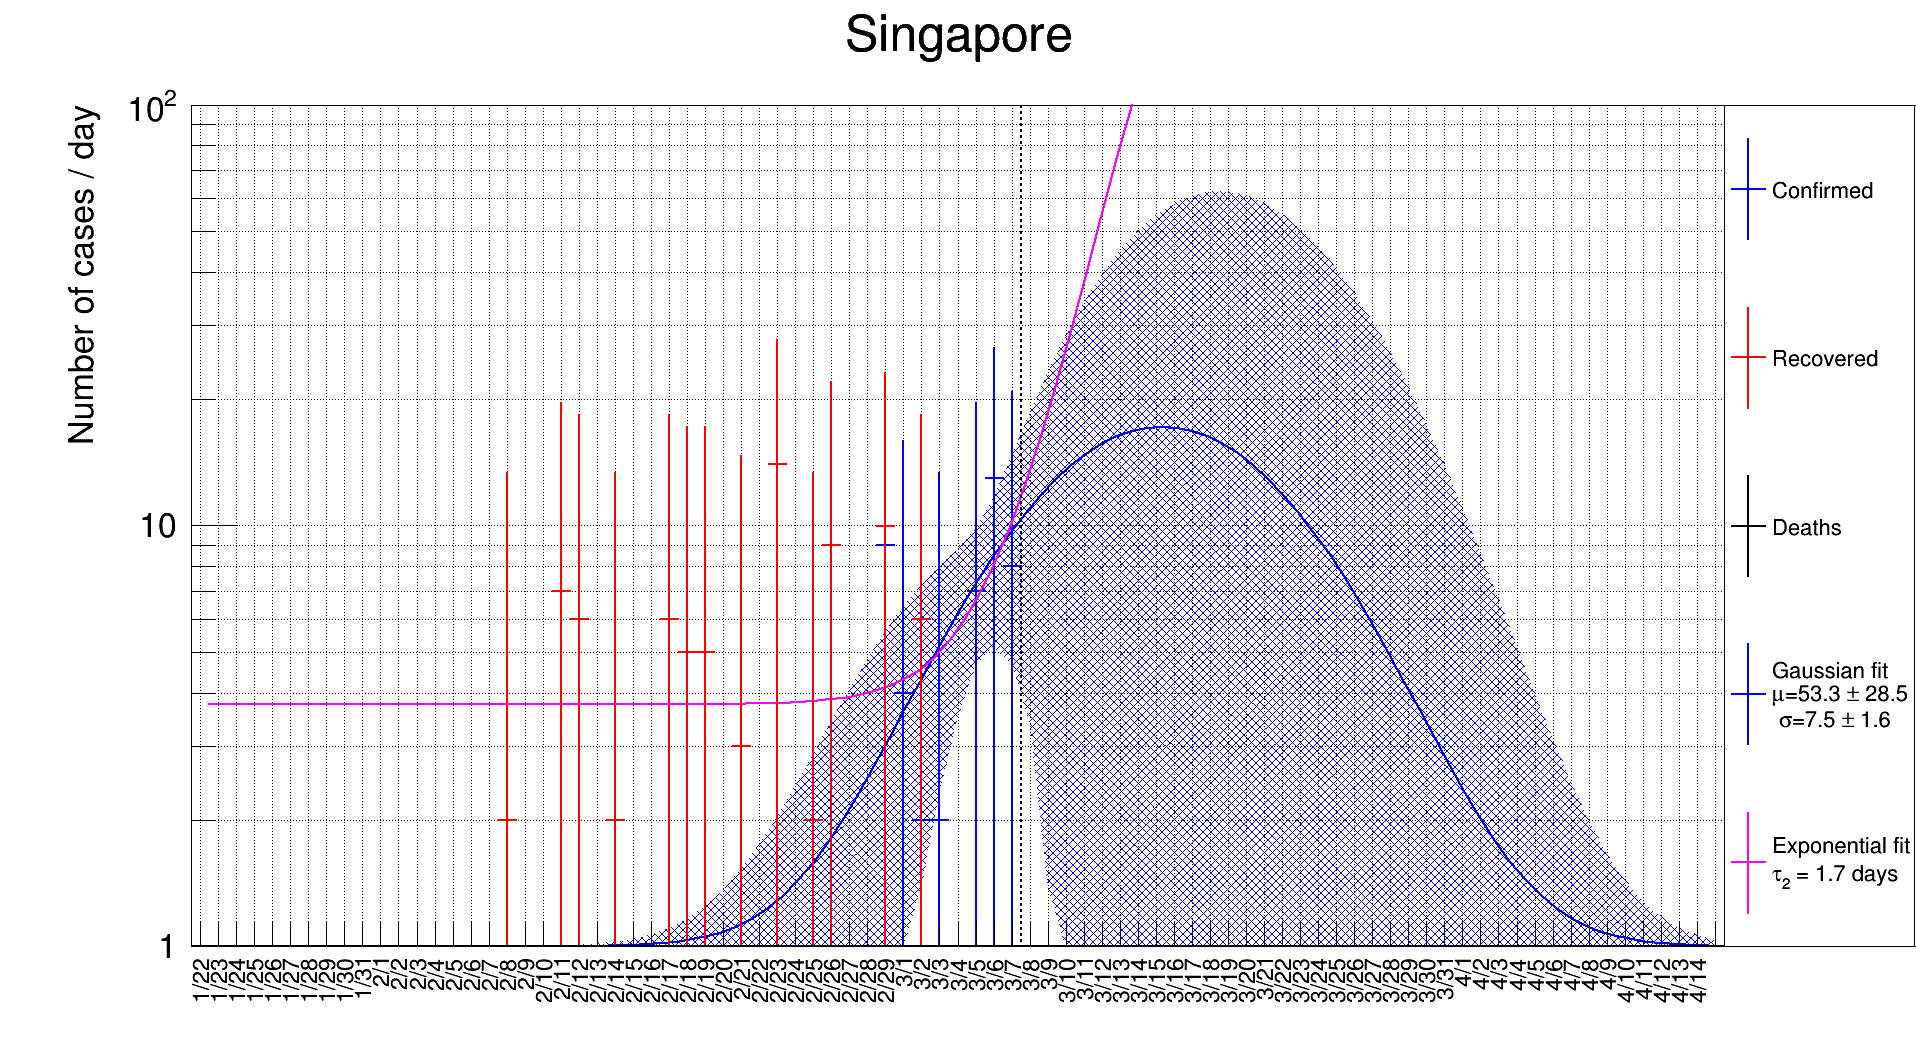 Singapore
Number of cases / day
10²
10
1
1/22 1/23 1/24 1/25 1/26 1/27 1/28 1/29 1/30 1/31 2/1 2/2 2/3 2/4 2/5 2/6 2/7 2/8 2/9 2/10 2/11 2/12 2/13 2/14 2/15 2/16 2/17 2/18 2/19 2/20 2/21 2/22 2/23 2/24 2/25 2/26 2/27 2/28 2/29 3/1 3/2 3/3 3/4 3/5 3/6 3/7 3/8 3/9 3/10 3/11 3/12 3/13 3/14 3/15 3/16 3/17 3/18 3/19 3/20 3/21 3/22 3/23 3/24 3/25 3/26 3/27 3/28 3/29 3/30 3/31 4/1 4/2 4/3 4/4 4/5 4/6 4/7 4/8 4/9 4/10 4/11 4/12 4/13 4/14
Confirmed
Recovered
Deaths
Gaussian fit
μ=53.3 ± 28.5
σ=7.5 ± 1.6
Exponential fit
τ₂ = 1.7 days